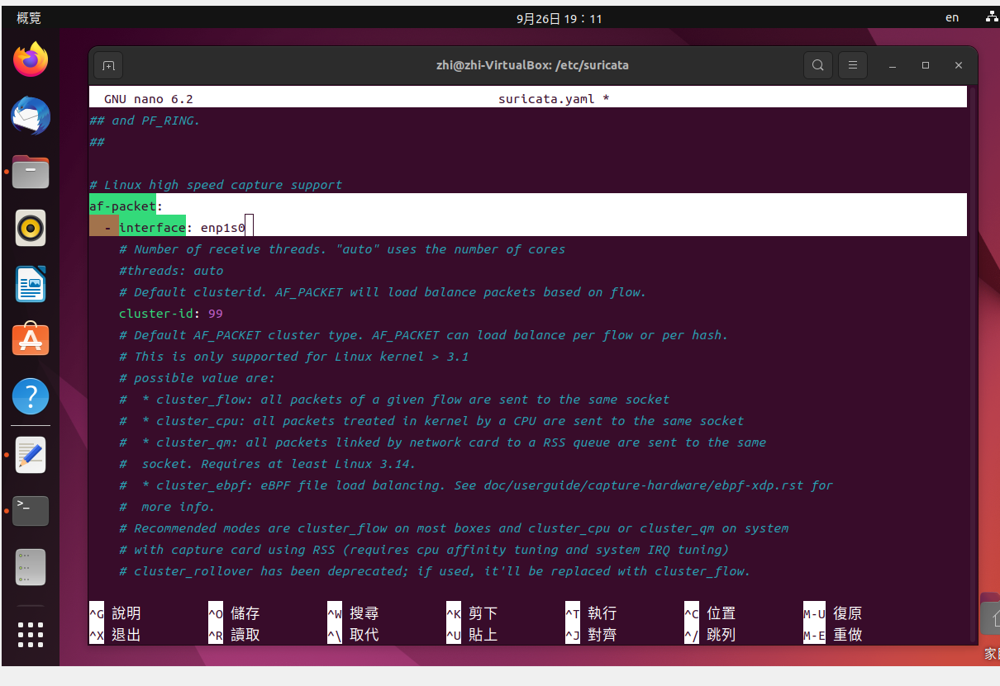 概覽 9月26日 19：11 en
zhi@zhi-VirtualBox: /etc/suricata
GNU nano 6.2 suricata.yaml *
## and PF_RING.
##
# Linux high speed capture support
af-packet:
- interface: enp1s0
# Number of receive threads. "auto" uses the number of cores
#threads: auto
# Default clusterid. AF_PACKET will load balance packets based on flow.
cluster-id: 99
# Default AF_PACKET cluster type. AF_PACKET can load balance per flow or per hash.
# This is only supported for Linux kernel > 3.1
# possible value are:
# * cluster_flow: all packets of a given flow are sent to the same socket
# * cluster_cpu: all packets treated in kernel by a CPU are sent to the same socket
# * cluster_qm: all packets linked by network card to a RSS queue are sent to the same
# socket. Requires at least Linux 3.14.
# * cluster_ebpf: eBPF file load balancing. See doc/userguide/capture-hardware/ebpf-xdp.rst for
# more info.
# Recommended modes are cluster_flow on most boxes and cluster_cpu or cluster_qm on system
# with capture card using RSS (requires cpu affinity tuning and system IRQ tuning)
# cluster_rollover has been deprecated; if used, it'll be replaced with cluster_flow.
^G 說明 ^O 儲存 ^W 搜尋 ^K 剪下 ^T 執行 ^C 位置 M-U 復原
^X 退出 ^R 讀取 ^\ 取代 ^U 貼上 ^J 對齊 ^/ 跳列 M-E 重做
家